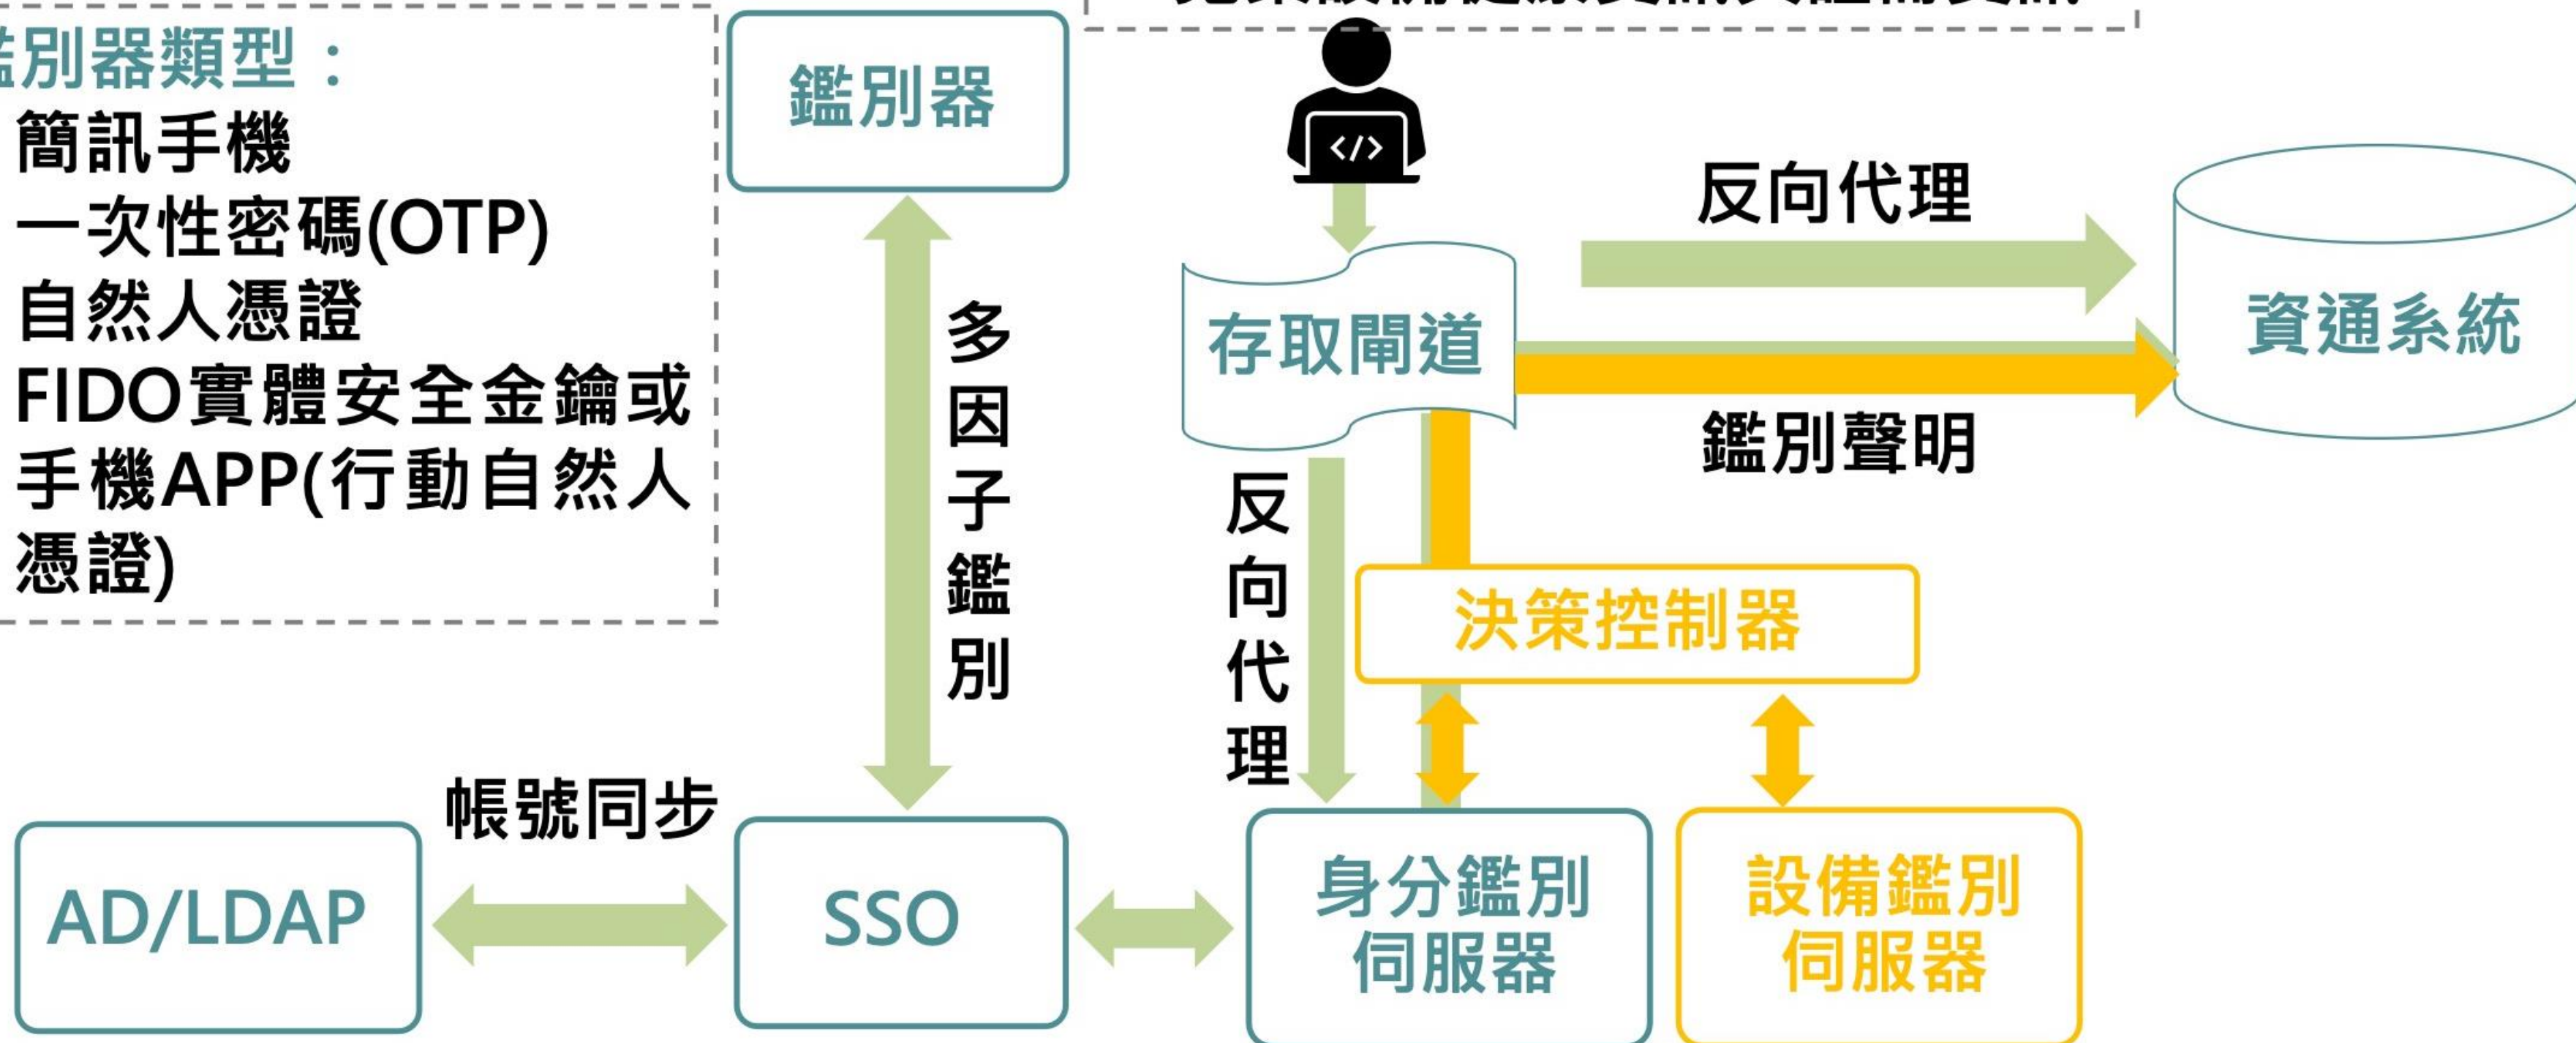 鑑別器類型：
簡訊手機
一次性密碼(OTP)
自然人憑證
FIDO實體安全金鑰或
手機APP(行動自然人
憑證)
鑑別器
多因子鑑別
</>
反向代理
存取閘道
資通系統
鑑別聲明
反向代理
決策控制器
帳號同步
AD/LDAP
SSO
身分鑑別
伺服器
設備鑑別
伺服器